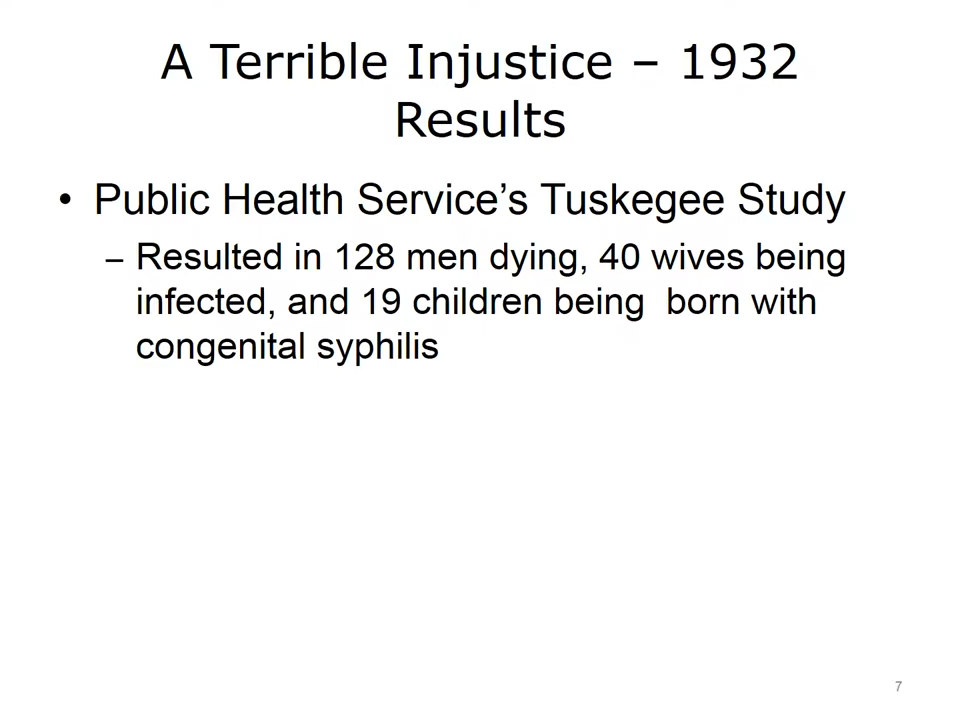 A Terrible Injustice – 1932
Results
• Public Health Service’s Tuskegee Study
– Resulted in 128 men dying, 40 wives being
infected, and 19 children being  born with
congenital syphilis
7